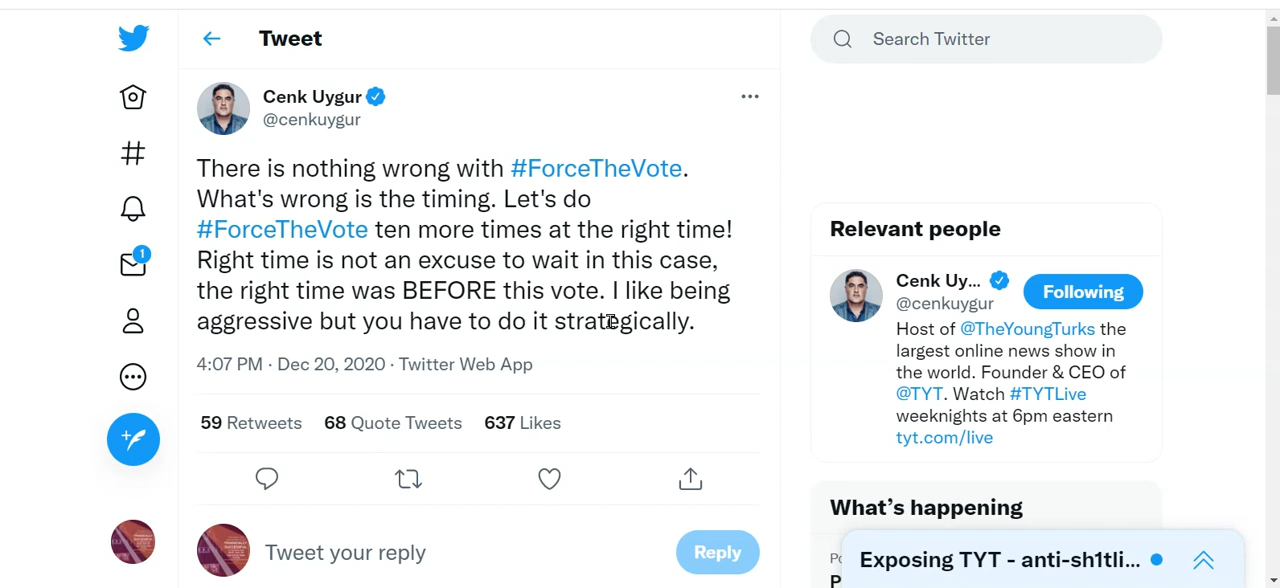 Tweet
Search Twitter
Cenk Uygur
@cenkuygur
There is nothing wrong with #ForceTheVote.
What's wrong is the timing. Let's do
#ForceTheVote ten more times at the right time!
Right time is not an excuse to wait in this case,
the right time was BEFORE this vote. I like being
aggressive but you have to do it strategically.
4:07 PM · Dec 20, 2020 · Twitter Web App
59 Retweets 68 Quote Tweets 637 Likes
Tweet your reply
Reply
1
Relevant people
Cenk Uy...
@cenkuygur
Following
Host of @TheYoungTurks the
largest online news show in
the world. Founder & CEO of
@TYT. Watch #TYTLive
weeknights at 6pm eastern
tyt.com/live
What's happening
Exposing TYT - anti-sh1tli...